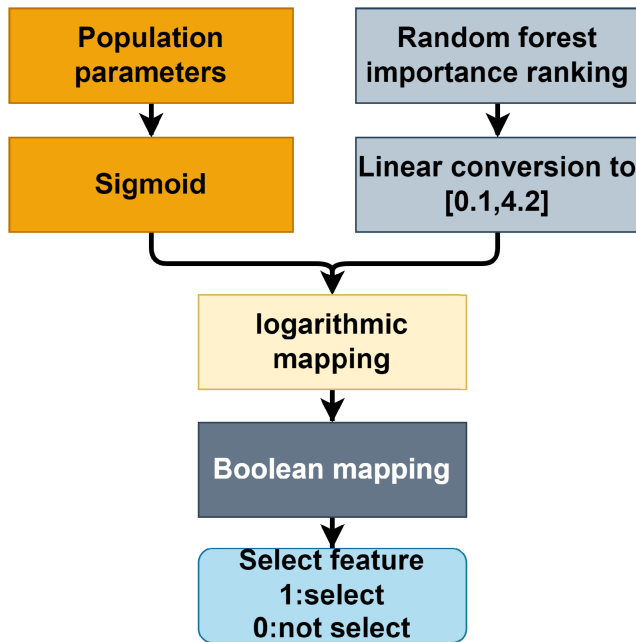 Population
parameters
Random forest
importance ranking
Sigmoid
Linear conversion to
[0.1,4.2]
logarithmic
mapping
Boolean mapping
Select feature
1:select
0:not select